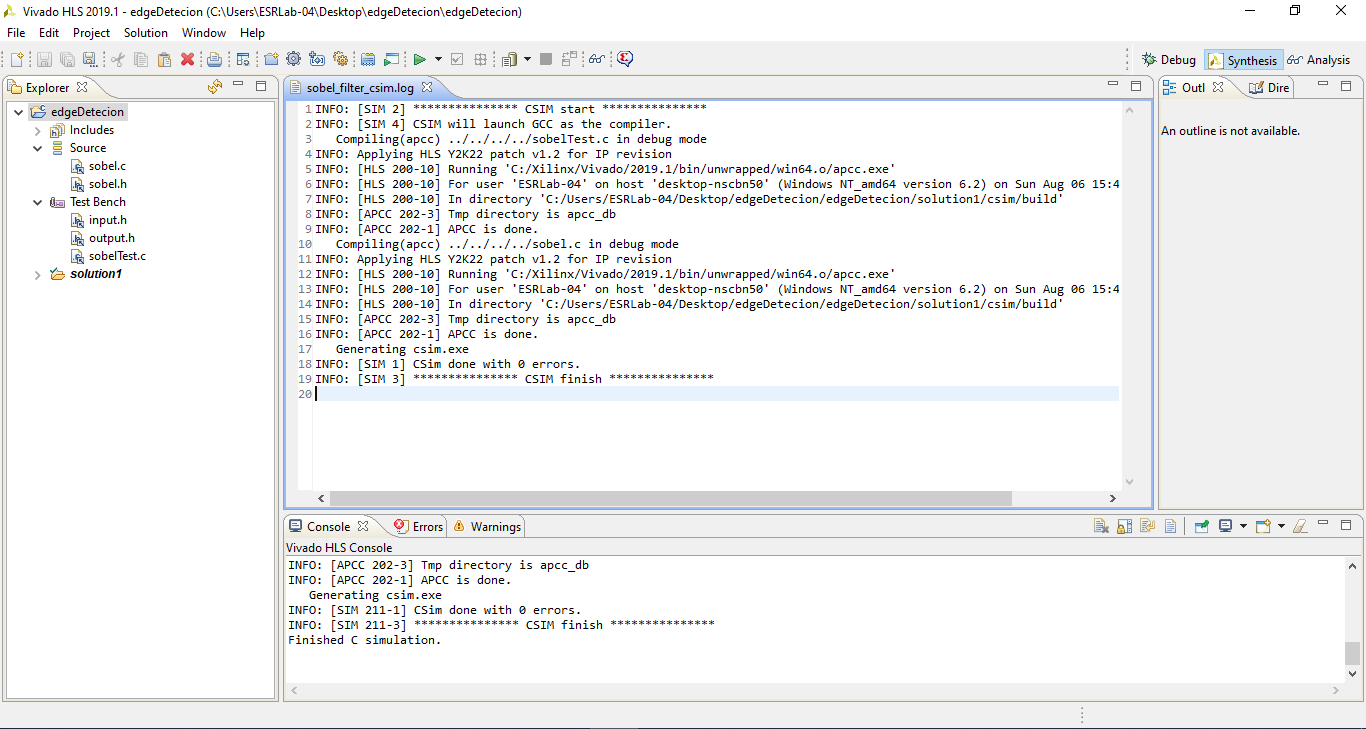 Vivado HLS 2019.1 - edgeDetecion (C:\Users\ESRLab-04\Desktop\edgeDetecion\edgeDetecion)
File Edit Project Solution Window Help
Debug Synthesis Analysis
Explorer
edgeDetecion
Includes
Source
sobel.c
sobel.h
Test Bench
input.h
output.h
sobelTest.c
solution1
sobel_filter_csim.log
1 INFO: [SIM 2] *************** CSIM start ***************
2 INFO: [SIM 4] CSIM will launch GCC as the compiler.
3 Compiling(apcc) ../../../../sobelTest.c in debug mode
4 INFO: Applying HLS Y2K22 patch v1.2 for IP revision
5 INFO: [HLS 200-10] Running 'C:/Xilinx/Vivado/2019.1/bin/unwrapped/win64.o/apcc.exe'
6 INFO: [HLS 200-10] For user 'ESRLab-04' on host 'desktop-nscbn50' (Windows NT_amd64 version 6.2) on Sun Aug 06 15:4
7 INFO: [HLS 200-10] In directory 'C:/Users/ESRLab-04/Desktop/edgeDetecion/edgeDetecion/solution1/csim/build'
8 INFO: [APCC 202-3] Tmp directory is apcc_db
9 INFO: [APCC 202-1] APCC is done.
10 Compiling(apcc) ../../../../sobel.c in debug mode
11 INFO: Applying HLS Y2K22 patch v1.2 for IP revision
12 INFO: [HLS 200-10] Running 'C:/Xilinx/Vivado/2019.1/bin/unwrapped/win64.o/apcc.exe'
13 INFO: [HLS 200-10] For user 'ESRLab-04' on host 'desktop-nscbn50' (Windows NT_amd64 version 6.2) on Sun Aug 06 15:4
14 INFO: [HLS 200-10] In directory 'C:/Users/ESRLab-04/Desktop/edgeDetecion/edgeDetecion/solution1/csim/build'
15 INFO: [APCC 202-3] Tmp directory is apcc_db
16 INFO: [APCC 202-1] APCC is done.
17 Generating csim.exe
18 INFO: [SIM 1] CSim done with 0 errors.
19 INFO: [SIM 3] *************** CSIM finish ***************
20
Outl Dire
An outline is not available.
Console Errors Warnings
Vivado HLS Console
INFO: [APCC 202-3] Tmp directory is apcc_db
INFO: [APCC 202-1] APCC is done.
Generating csim.exe
INFO: [SIM 211-1] CSim done with 0 errors.
INFO: [SIM 211-3] *************** CSIM finish ***************
Finished C simulation.